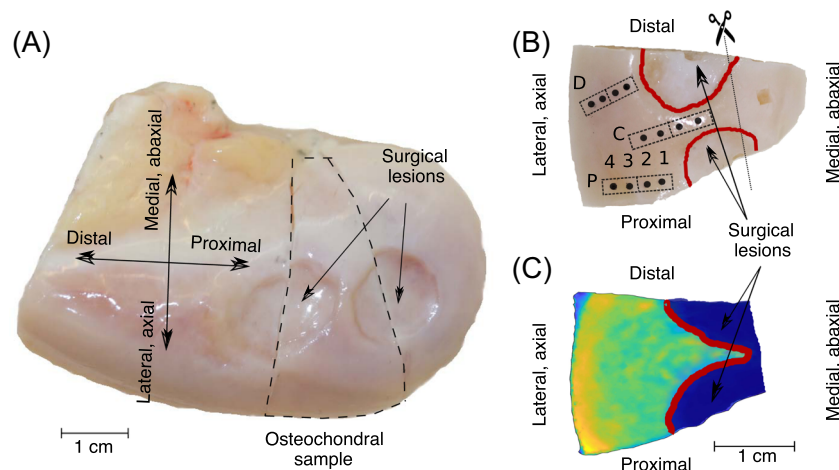 (A)
Medial, abaxial
Distal
Proximal
Lateral, axial
Surgical
lesions
1 cm
Osteochondral
sample
(B)
Distal
Lateral, axial
Medial, abaxial
D
C
4 3 2 1
P
Proximal
Surgical
lesions
(C)
Distal
Lateral, axial
Medial, abaxial
1 cm
Proximal